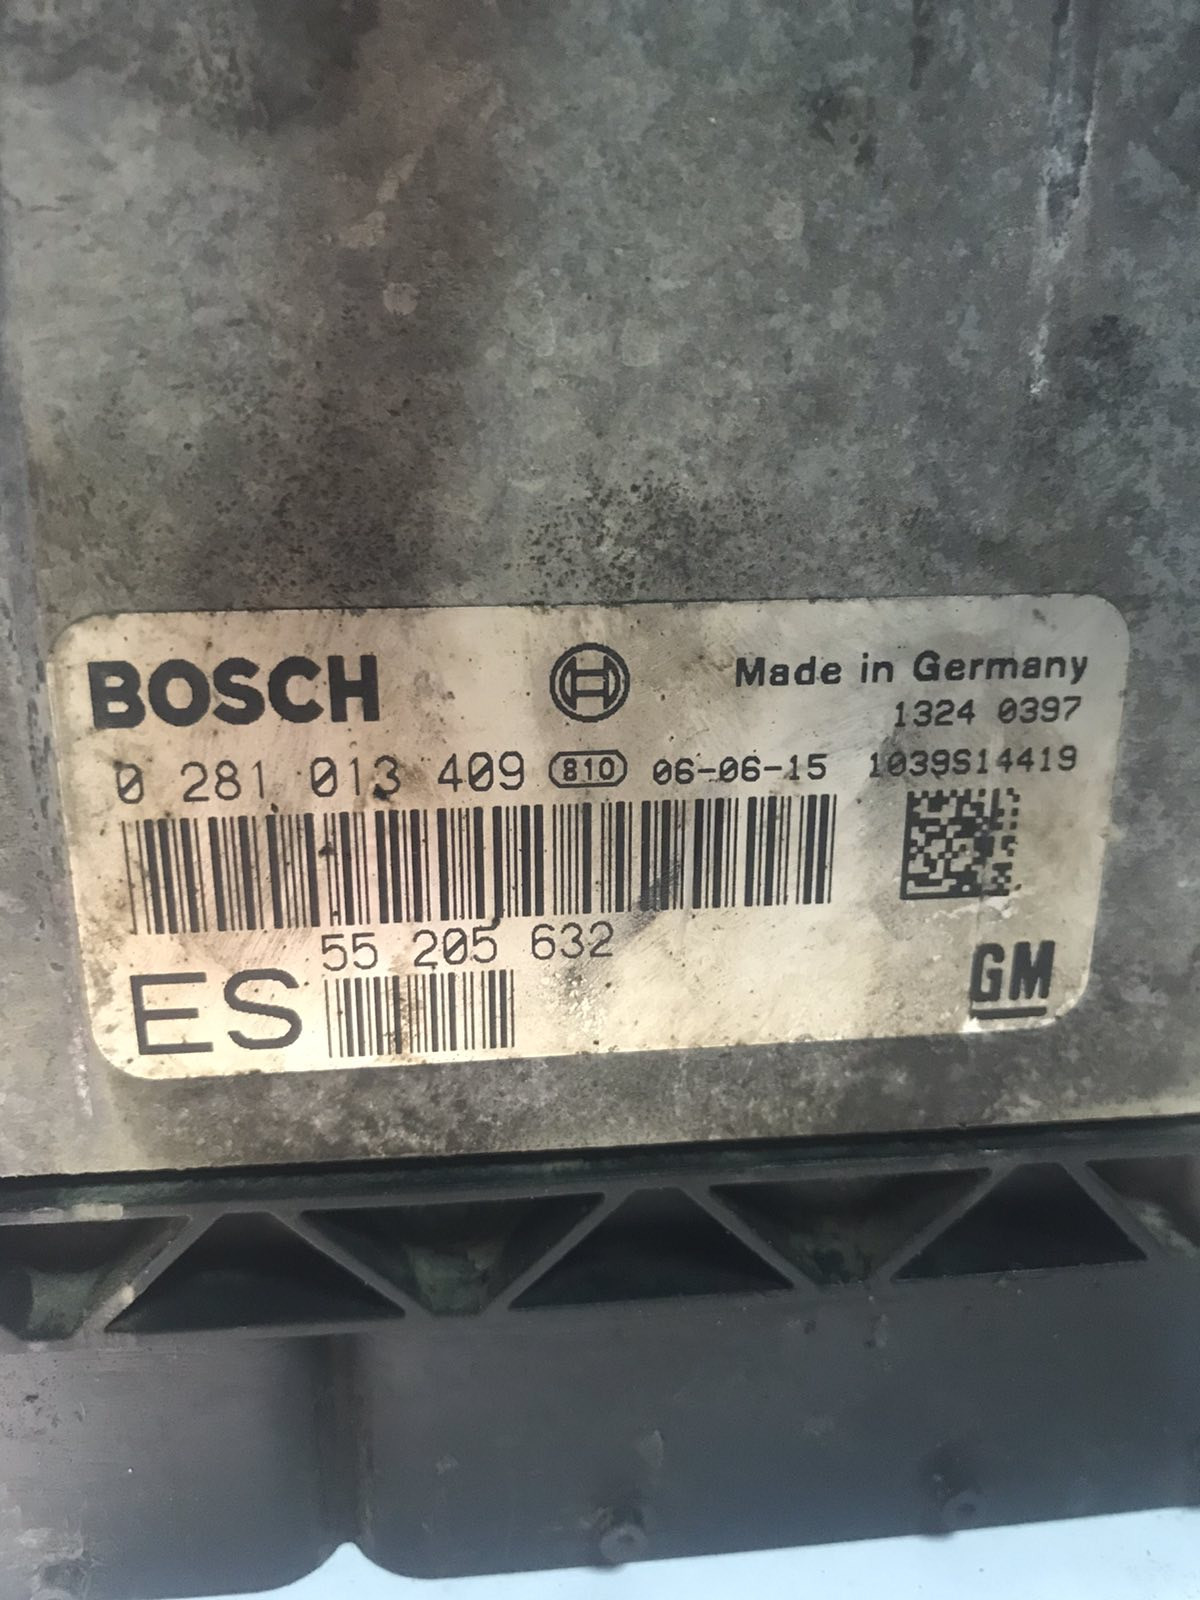 BOSCH
Made in Germany
1324 0397
0 281 013 409 810 06-06-15 1039S14419
55 205 632
ES
GM